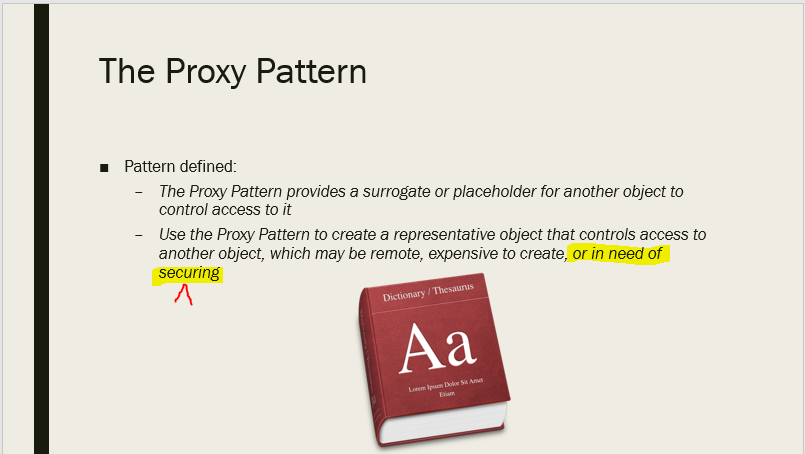 The Proxy Pattern
■ Pattern defined:
– The Proxy Pattern provides a surrogate or placeholder for another object to
control access to it
– Use the Proxy Pattern to create a representative object that controls access to
another object, which may be remote, expensive to create, or in need of
securing
Dictionary / Thesaurus
Aa
Lorem Ipsum Dolor Sit Amet
Etiam